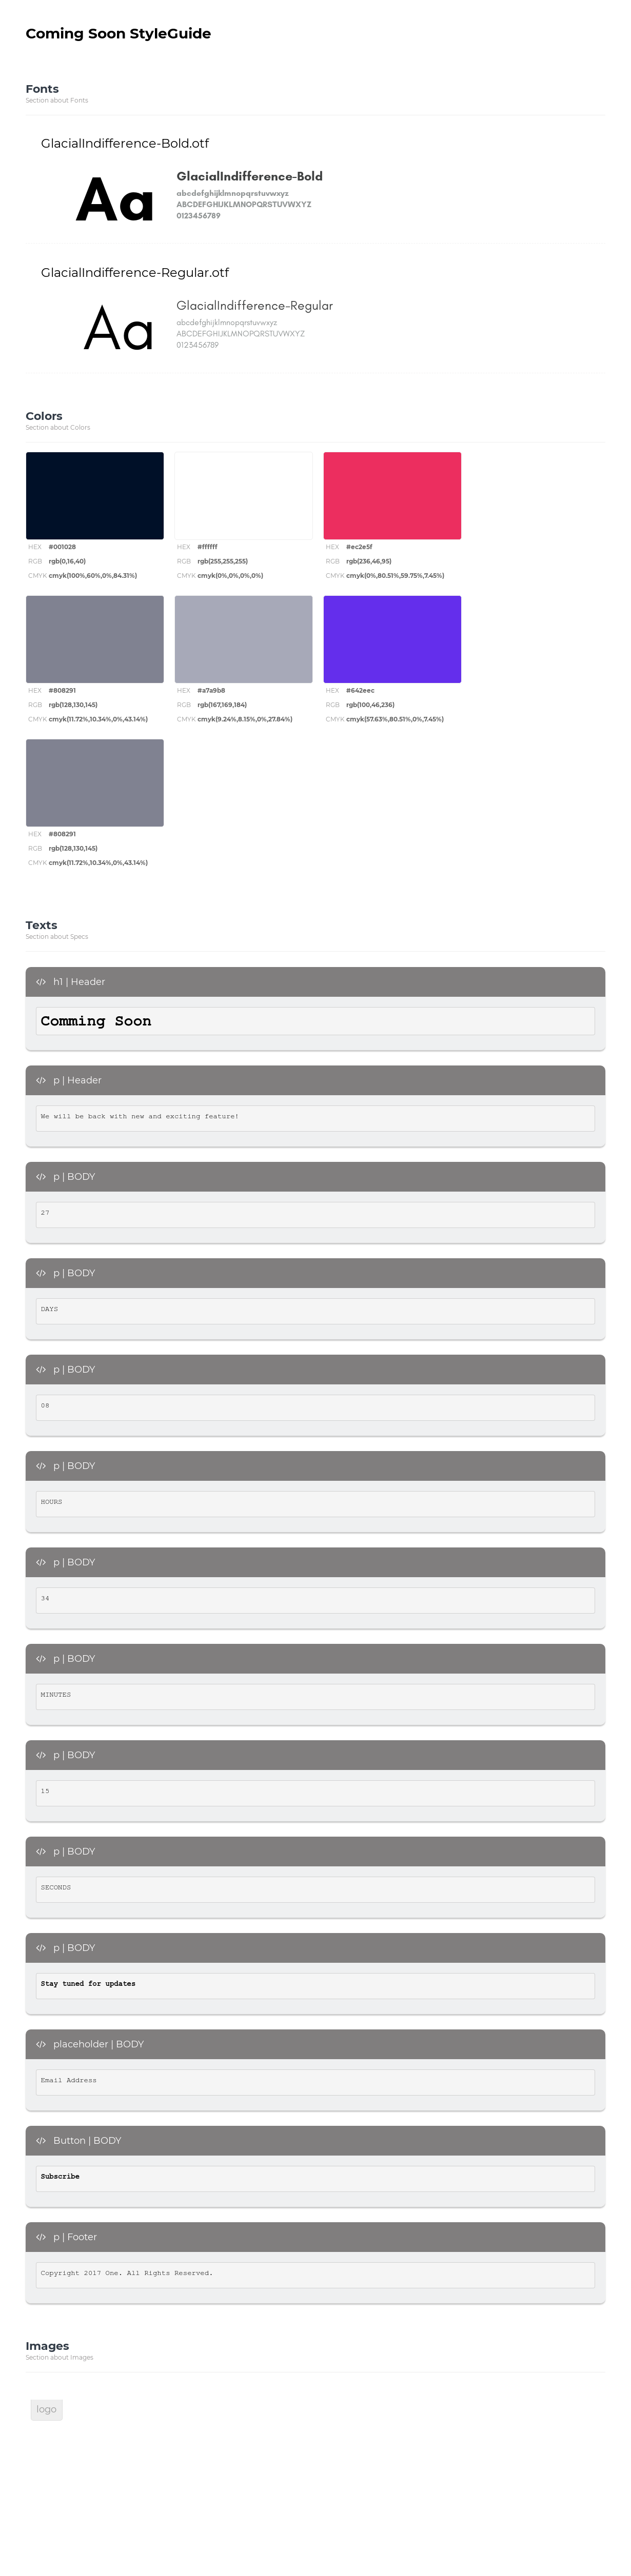 Coming Soon StyleGuide
Fonts
Section about Fonts
GlacialIndifference-Bold.otf
Aa
GlacialIndifference-Bold
abcdefghijklmnopqrstuvwxyz
ABCDEFGHIJKLMNOPQRSTUVWXYZ
0123456789
GlacialIndifference-Regular.otf
Aa
GlacialIndifference-Regular
abcdefghijklmnopqrstuvwxyz
ABCDEFGHIJKLMNOPQRSTUVWXYZ
0123456789
Colors
Section about Colors
HEX #001028 HEX #ffffff HEX #ec2e5f
RGB rgb(0,16,40) RGB rgb(255,255,255) RGB rgb(236,46,95)
CMYK cmyk(100%,60%,0%,84.31%) CMYK cmyk(0%,0%,0%,0%) CMYK cmyk(0%,80.51%,59.75%,7.45%)
HEX #808291 HEX #a7a9b8 HEX #642eec
RGB rgb(128,130,145) RGB rgb(167,169,184) RGB rgb(100,46,236)
CMYK cmyk(11.72%,10.34%,0%,43.14%) CMYK cmyk(9.24%,8.15%,0%,27.84%) CMYK cmyk(57.63%,80.51%,0%,7.45%)
HEX #808291
RGB rgb(128,130,145)
CMYK cmyk(11.72%,10.34%,0%,43.14%)
Texts
Section about Specs
h1 | Header
Comming Soon
p | Header
We will be back with new and exciting feature!
p | BODY
27
p | BODY
DAYS
p | BODY
08
p | BODY
HOURS
p | BODY
34
p | BODY
MINUTES
p | BODY
15
p | BODY
SECONDS
p | BODY
Stay tuned for updates
placeholder | BODY
Email Address
Button | BODY
Subscribe
p | Footer
Copyright 2017 One. All Rights Reserved.
Images
Section about Images
logo